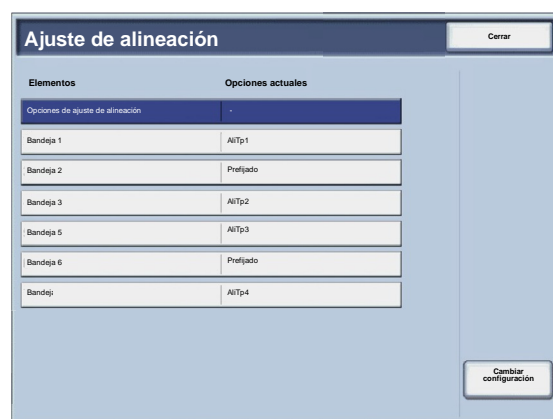 Ajuste de alineación
Cerrar
Elementos Opciones actuales
Opciones de ajuste de alineación -
Bandeja 1 AliTp1
Bandeja 2 Prefijado
Bandeja 3 AliTp2
Bandeja 5 AliTp3
Bandeja 6 Prefijado
Bandeja AliTp4
Cambiar
configuración